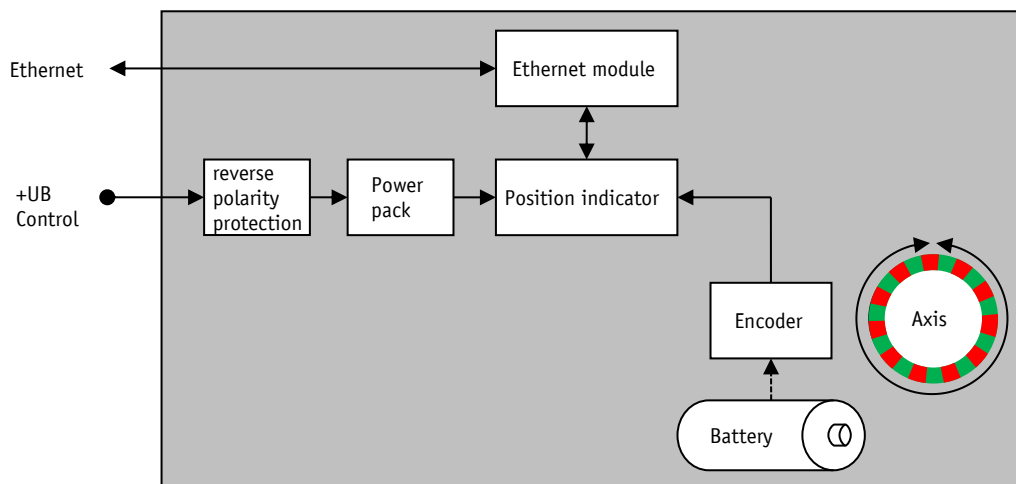 Ethernet
Ethernet module
+UB
Control
reverse
polarity
protection
Power
pack
Position indicator
Encoder
Axis
Battery